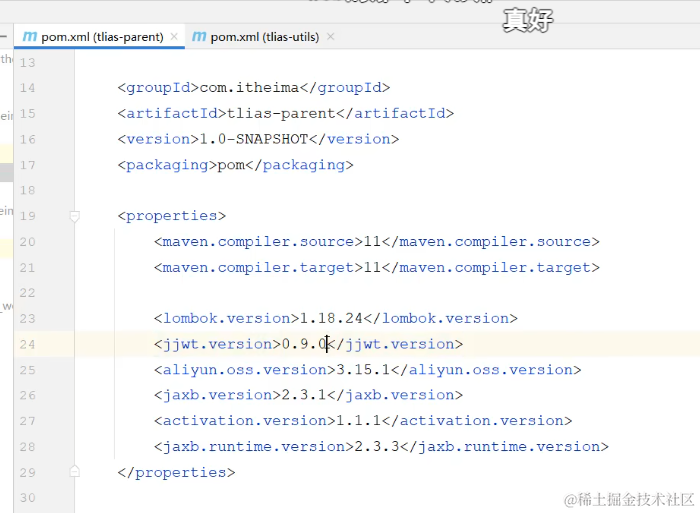 真好
pom.xml (tlias-parent) pom.xml (tlias-utils)
13
14 <groupId>com.itheima</groupId>
15 <artifactId>tlias-parent</artifactId>
16 <version>1.0-SNAPSHOT</version>
17 <packaging>pom</packaging>
18
19 <properties>
20 <maven.compiler.source>11</maven.compiler.source>
21 <maven.compiler.target>11</maven.compiler.target>
22
23 <lombok.version>1.18.24</lombok.version>
24 <jjwt.version>0.9.0</jjwt.version>
25 <aliyun.oss.version>3.15.1</aliyun.oss.version>
26 <jaxb.version>2.3.1</jaxb.version>
27 <activation.version>1.1.1</activation.version>
28 <jaxb.runtime.version>2.3.3</jaxb.runtime.version>
29 </properties>
30
@稀土掘金技术社区